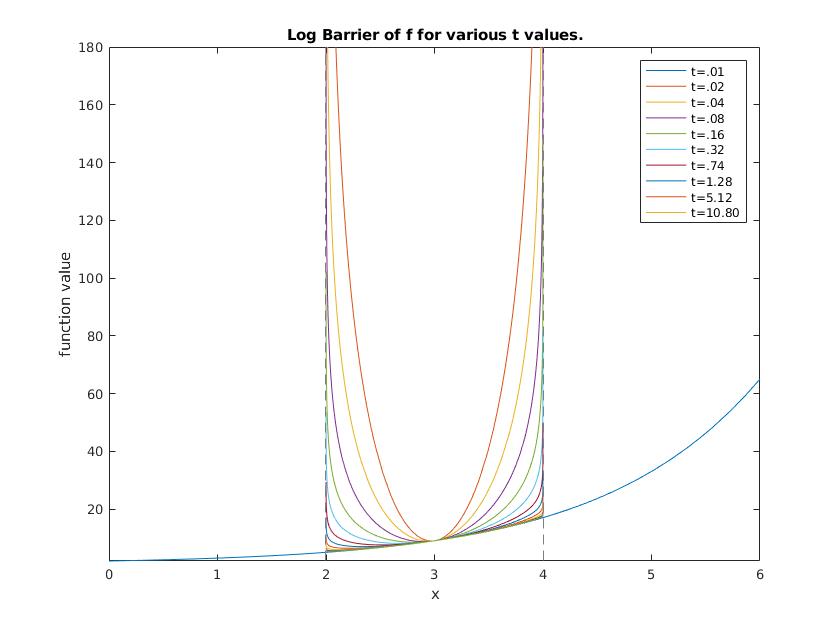 Log Barrier of f for various t values.
180
160
140
120
100
80
60
40
20
function value
0
1
2
3
4
5
6
x
t=.01
t=.02
t=.04
t=.08
t=.16
t=.32
t=.74
t=1.28
t=5.12
t=10.80